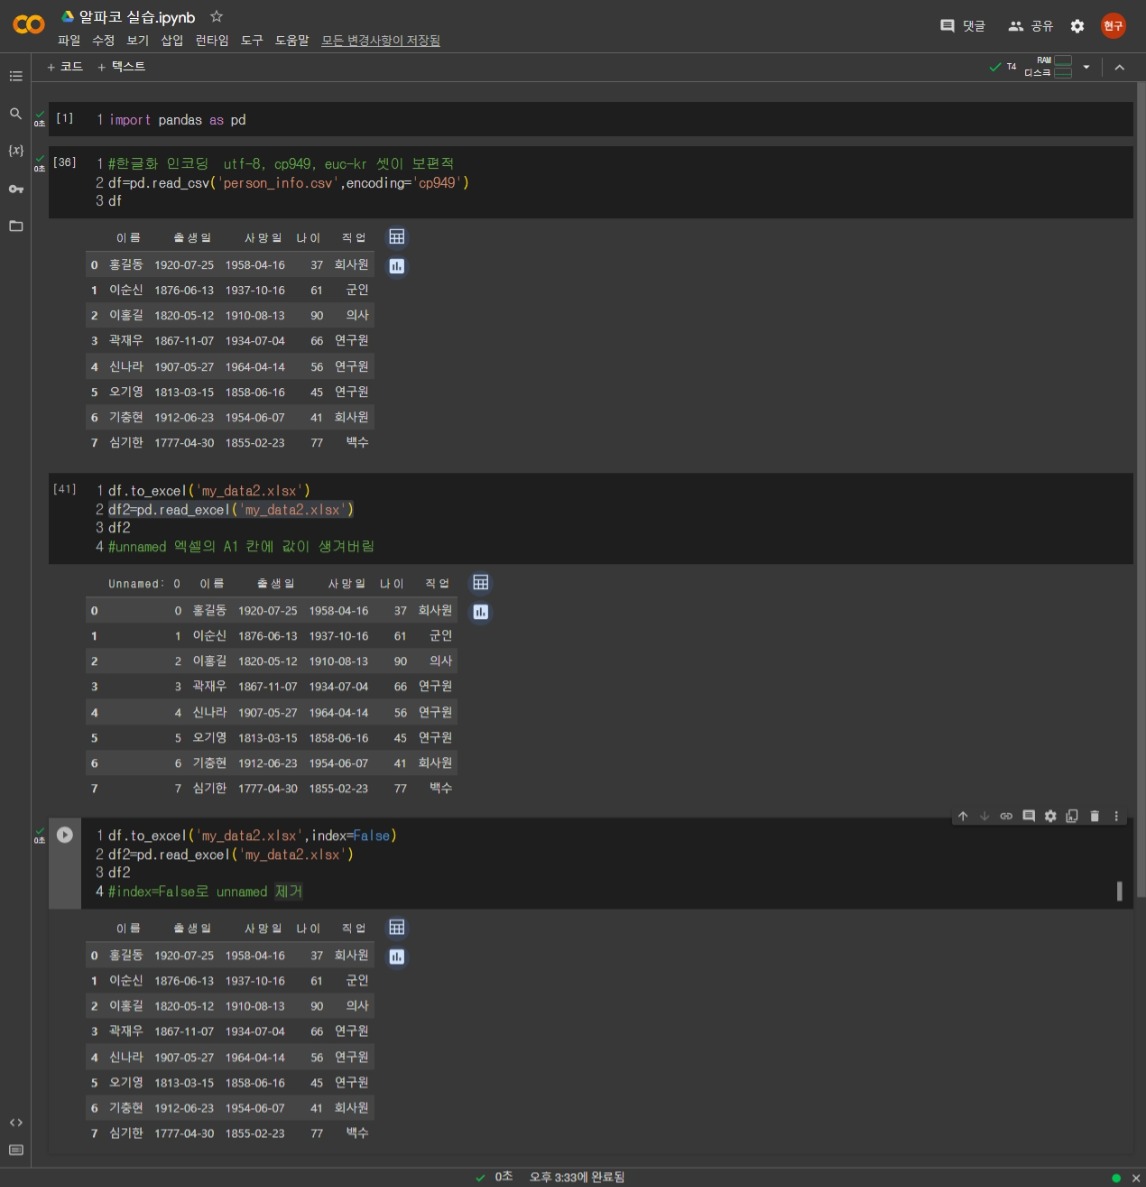 알파코 실습.ipynb
댓글 공유 현구
파일 수정 보기 삽입 런타임 도구 도움말 모든 변경사항이 저장됨
+ 코드 + 텍스트
T4 RAM 디스크
0초 [1] 1 import pandas as pd
0초 [36] 1 #한글화 인코딩 utf-8, cp949, euc-kr 셋이 보편적
2 df=pd.read_csv('person_info.csv',encoding='cp949')
3 df
이름 출생일 사망일 나이 직업
0 홍길동 1920-07-25 1958-04-16 37 회사원
1 이순신 1876-06-13 1937-10-16 61 군인
2 이홍길 1820-05-12 1910-08-13 90 의사
3 곽재우 1867-11-07 1934-07-04 66 연구원
4 신나라 1907-05-27 1964-04-14 56 연구원
5 오기영 1813-03-15 1858-06-16 45 연구원
6 기충현 1912-06-23 1954-06-07 41 회사원
7 심기한 1777-04-30 1855-02-23 77 백수
[41] 1 df.to_excel('my_data2.xlsx')
2 df2=pd.read_excel('my_data2.xlsx')
3 df2
4 #unnamed 엑셀의 A1 칸에 값이 생겨버림
Unnamed: 0 이름 출생일 사망일 나이 직업
0 0 홍길동 1920-07-25 1958-04-16 37 회사원
1 1 이순신 1876-06-13 1937-10-16 61 군인
2 2 이홍길 1820-05-12 1910-08-13 90 의사
3 3 곽재우 1867-11-07 1934-07-04 66 연구원
4 4 신나라 1907-05-27 1964-04-14 56 연구원
5 5 오기영 1813-03-15 1858-06-16 45 연구원
6 6 기충현 1912-06-23 1954-06-07 41 회사원
7 7 심기한 1777-04-30 1855-02-23 77 백수
0초 1 df.to_excel('my_data2.xlsx',index=False)
2 df2=pd.read_excel('my_data2.xlsx')
3 df2
4 #index=False로 unnamed 제거
이름 출생일 사망일 나이 직업
0 홍길동 1920-07-25 1958-04-16 37 회사원
1 이순신 1876-06-13 1937-10-16 61 군인
2 이홍길 1820-05-12 1910-08-13 90 의사
3 곽재우 1867-11-07 1934-07-04 66 연구원
4 신나라 1907-05-27 1964-04-14 56 연구원
5 오기영 1813-03-15 1858-06-16 45 연구원
6 기충현 1912-06-23 1954-06-07 41 회사원
7 심기한 1777-04-30 1855-02-23 77 백수
0초 오후 3:33에 완료됨